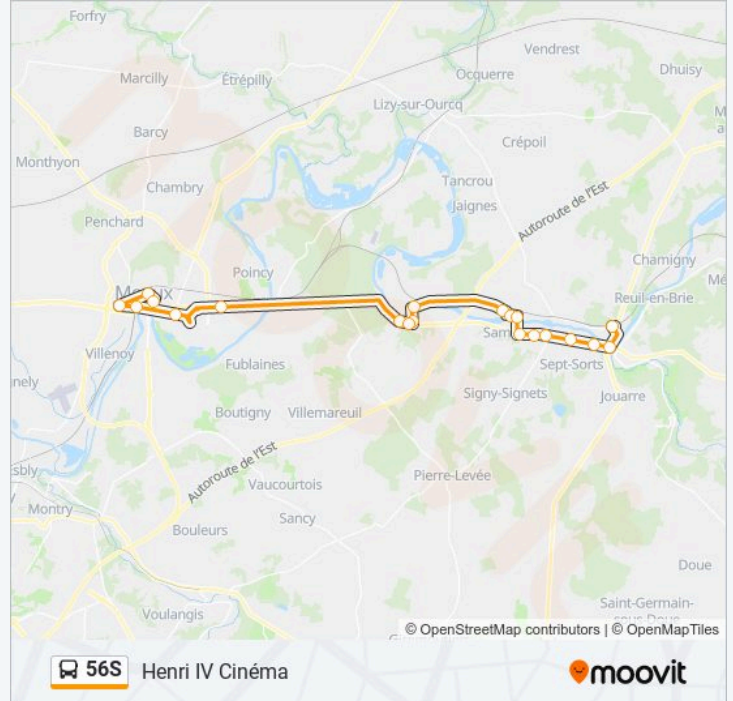 Forfry
Vendrest
Dhuisy
Marcilly
Étrépilly
Ocquerre
Lizy-sur-Ourcq
Barcy
Crépoil
Monthyon
Chambry
Tancrou
Jaignes
Autoroute de l'Est
Penchard
Chamigny
Poincy
Reuil-en-Brie
Villenoy
Fublaines
Sept-Sorts
Boutigny
Villemareuil
Signy-Signets
Jouarre
Autoroute de l'Est
Vaucourtois
Pierre-Levée
Montry
Sancy
Bouleurs
Doue
Voulangis
Saint-Germain-
© OpenStreetMap contributors | © OpenMapTiles
56S Henri IV Cinéma
moovit